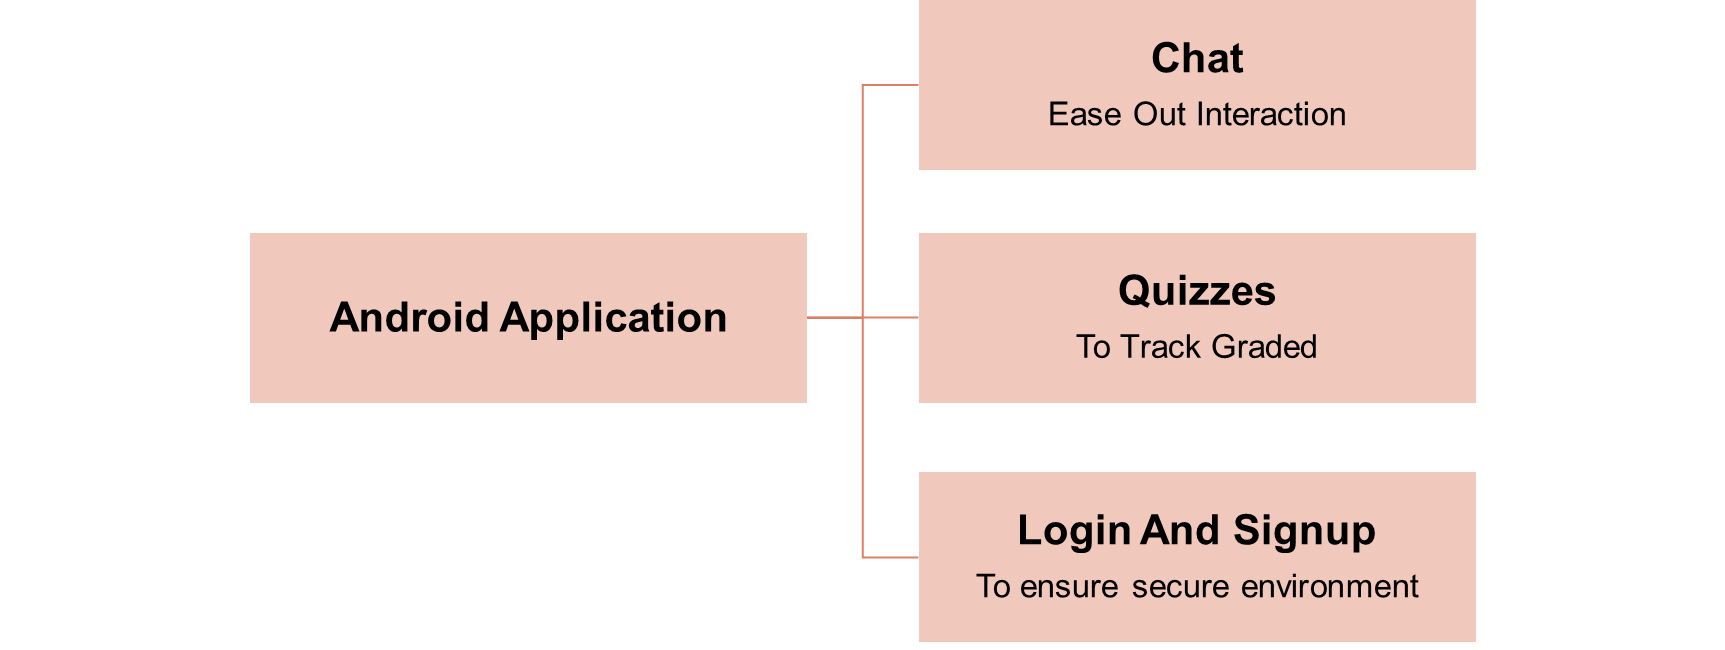 Chat
Ease Out Interaction
Android Application
Quizzes
To Track Graded
Login And Signup
To ensure secure environment